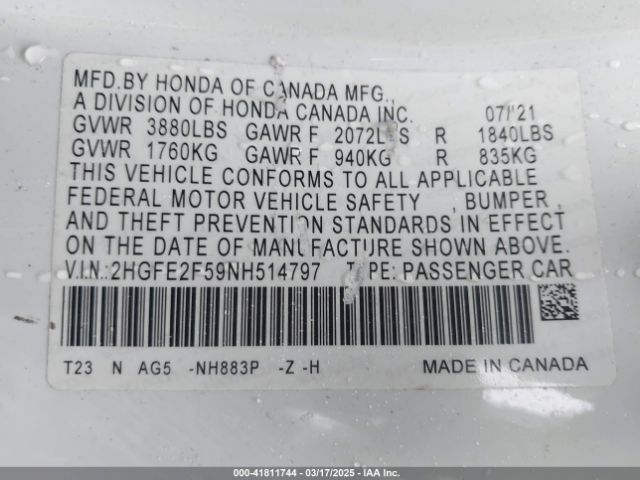 MFD.BY HONDA OF CANADA MFG.,
A DIVISION OF HONDA CANADA INC. 07/'21
GVWR 3880LBS GAWR F 2072LBS R 1840LBS
GVWR 1760KG GAWR F 940KG R 835KG
THIS VEHICLE CONFORMS TO ALL APPLICABLE
FEDERAL MOTOR VEHICLE SAFETY , BUMPER ,
AND THEFT PREVENTION STANDARDS IN EFFECT
ON THE DATE OF MANUFACTURE SHOWN ABOVE.
V.I.N.:2HGFE2F59NH514797 TYPE: PASSENGER CAR
T23 N AG5 -NH883P -Z -H MADE IN CANADA
000-41811744 | 03/17/2025 | IAA Inc.